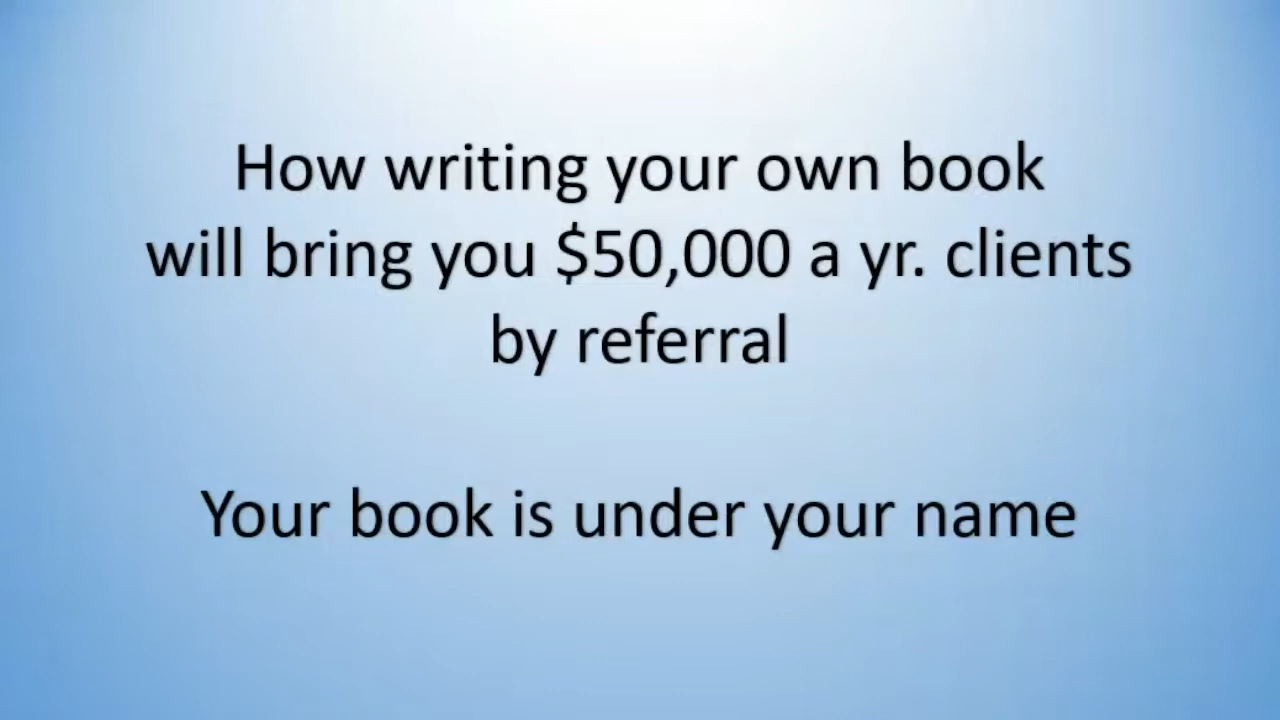 How writing your own book
will bring you $50,000 a yr. clients
by referral
Your book is under your name